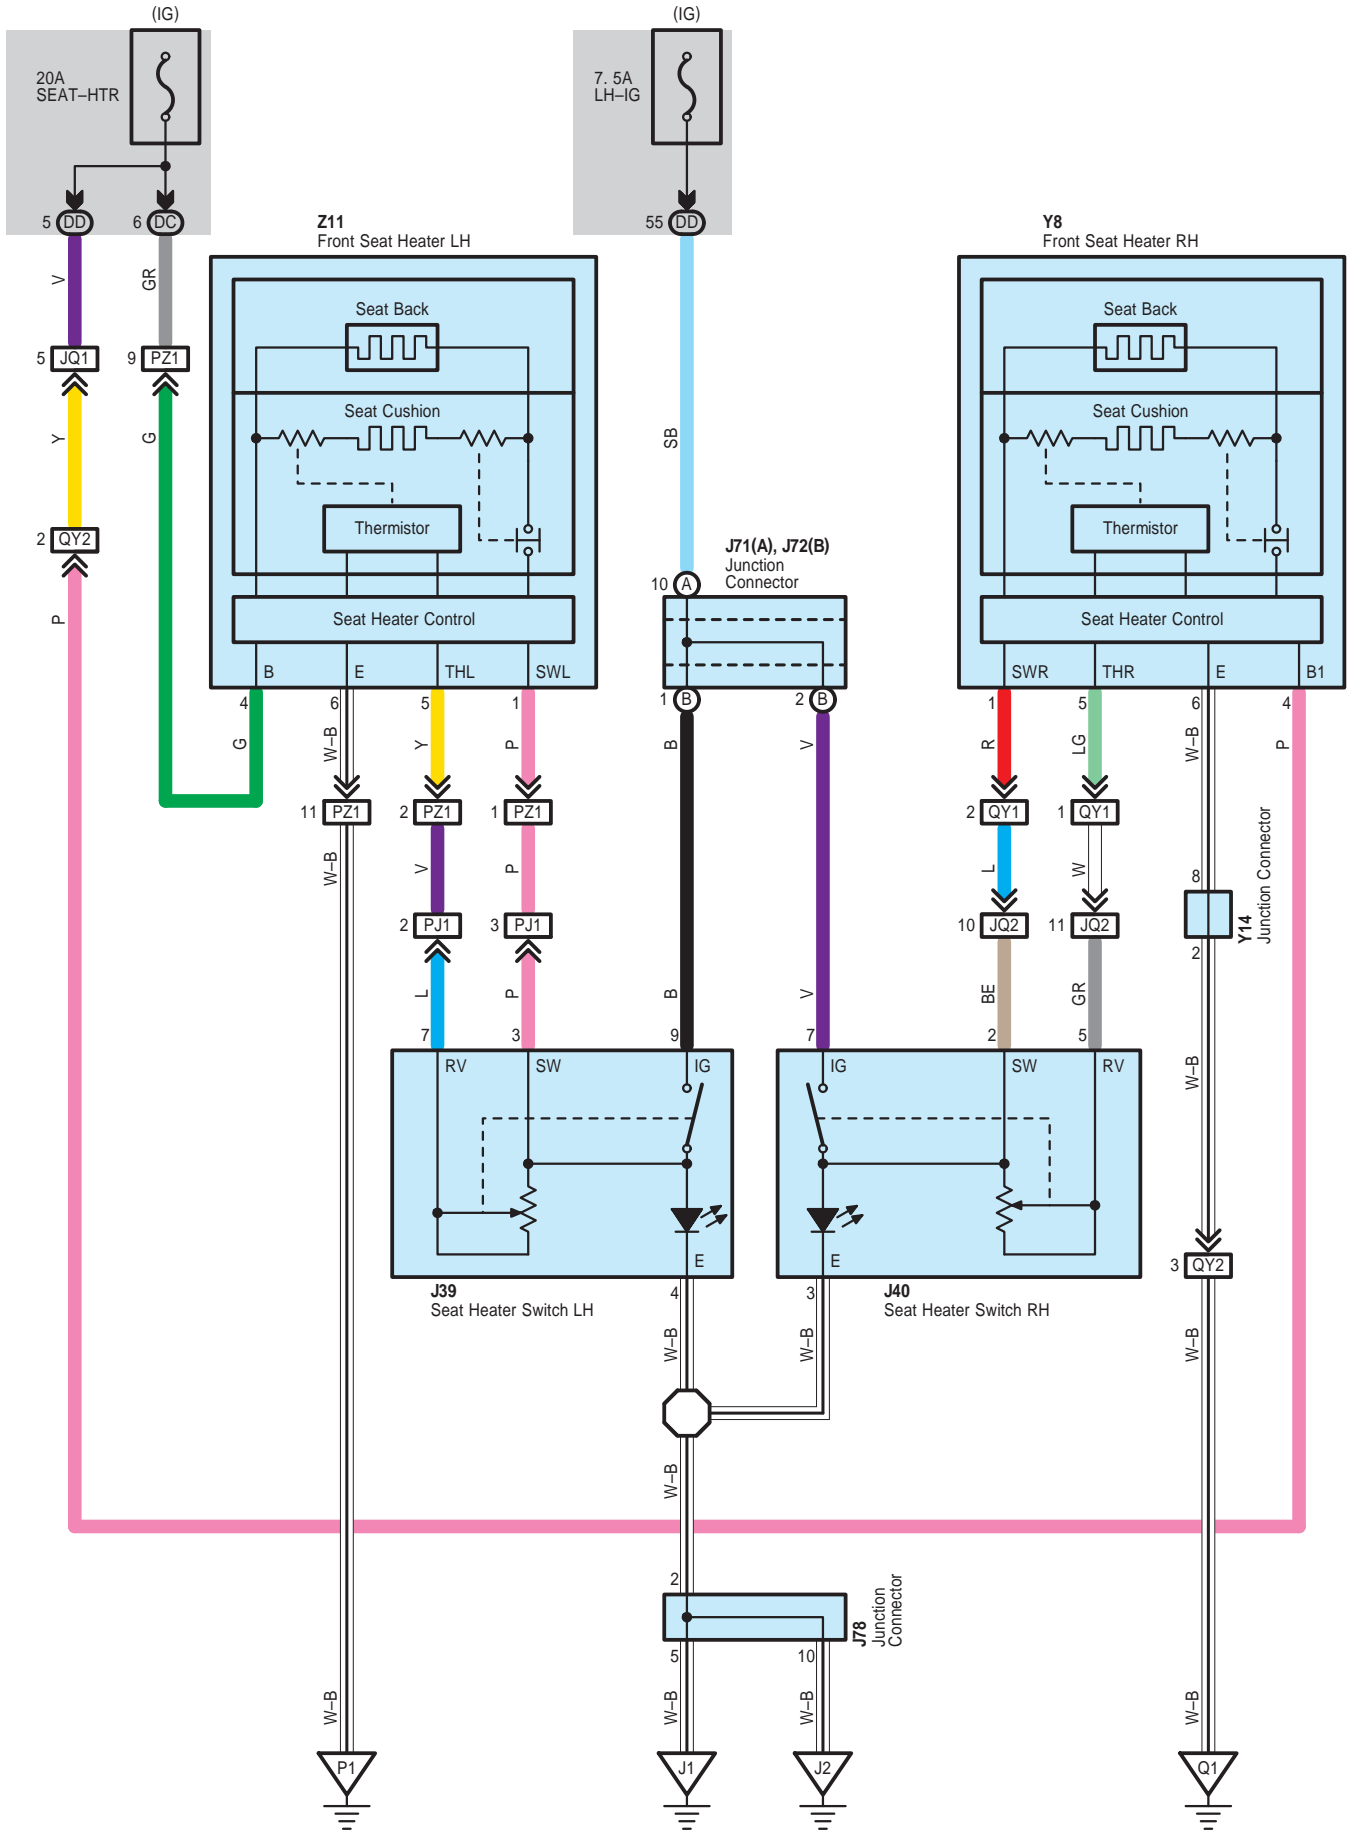 (IG)
(IG)
20A
SEAT–HTR
7. 5A
LH–IG
5 DD
6 DC
55 DD
Z11
Front Seat Heater LH
Y8
Front Seat Heater RH
V
GR
Seat Back
Seat Back
5 JQ1
9 PZ1
Seat Cushion
Seat Cushion
Y
G
SB
Thermistor
Thermistor
2 QY2
J71(A), J72(B)
Junction
Connector
10 A
P
Seat Heater Control
Seat Heater Control
B
E
THL
SWL
SWR
THR
E
B1
4
6
5
1
1 B
2 B
1
5
6
4
G
W–B
Y
P
B
V
R
LG
W–B
P
11 PZ1
2 PZ1
1 PZ1
2 QY1
1 QY1
W–B
V
P
L
W
8
Y14
Junction Connector
2
2 PJ1
3 PJ1
10 JQ2
11 JQ2
L
P
B
V
BE
GR
7
3
9
7
2
5
RV
SW
IG
IG
SW
RV
W–B
E
E
3 QY2
J39
Seat Heater Switch LH
4
3
J40
Seat Heater Switch RH
W–B
W–B
W–B
W–B
2
J78
Junction
Connector
5
10
W–B
W–B
W–B
W–B
P1
J1
J2
Q1